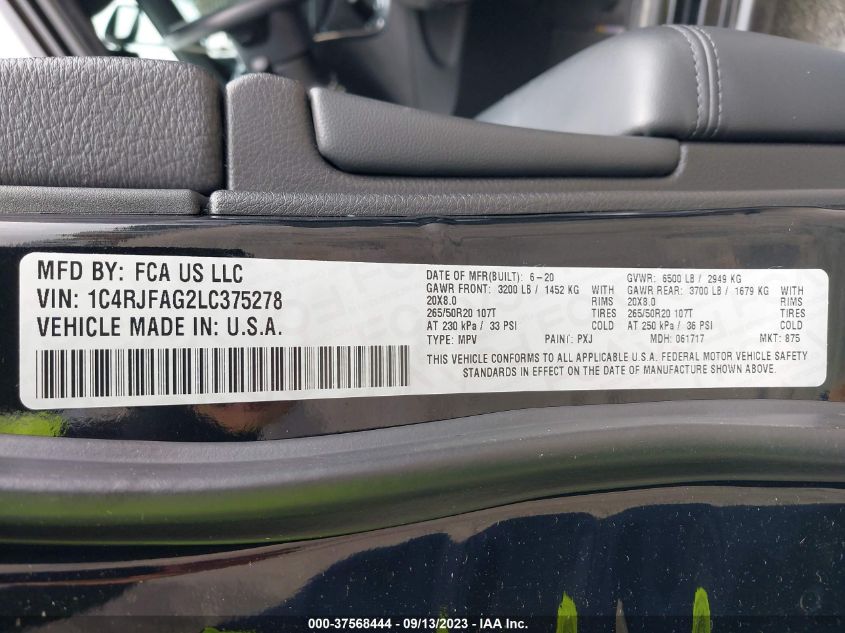 MFD BY: FCA US LLC
VIN: 1C4RJFAG2LC375278
VEHICLE MADE IN: U.S.A.
DATE OF MFR(BUILT): 6-20
GAWR FRONT: 3200 LB / 1452 KG WITH
20X8.0 RIMS
265/50R20 107T TIRES
AT 230 kPa / 33 PSI COLD
TYPE: MPV PAINT: PXJ
GVWR: 6500 LB / 2949 KG
GAWR REAR: 3700 LB / 1679 KG WITH
20X8.0 RIMS
265/50R20 107T TIRES
AT 250 kPa / 36 PSI COLD
MDH: 061717 MKT: 875
THIS VEHICLE CONFORMS TO ALL APPLICABLE U.S.A. FEDERAL MOTOR VEHICLE SAFETY
STANDARDS IN EFFECT ON THE DATE OF MANUFACTURE SHOWN ABOVE.
000-37568444 - 09/13/2023 - IAA Inc.